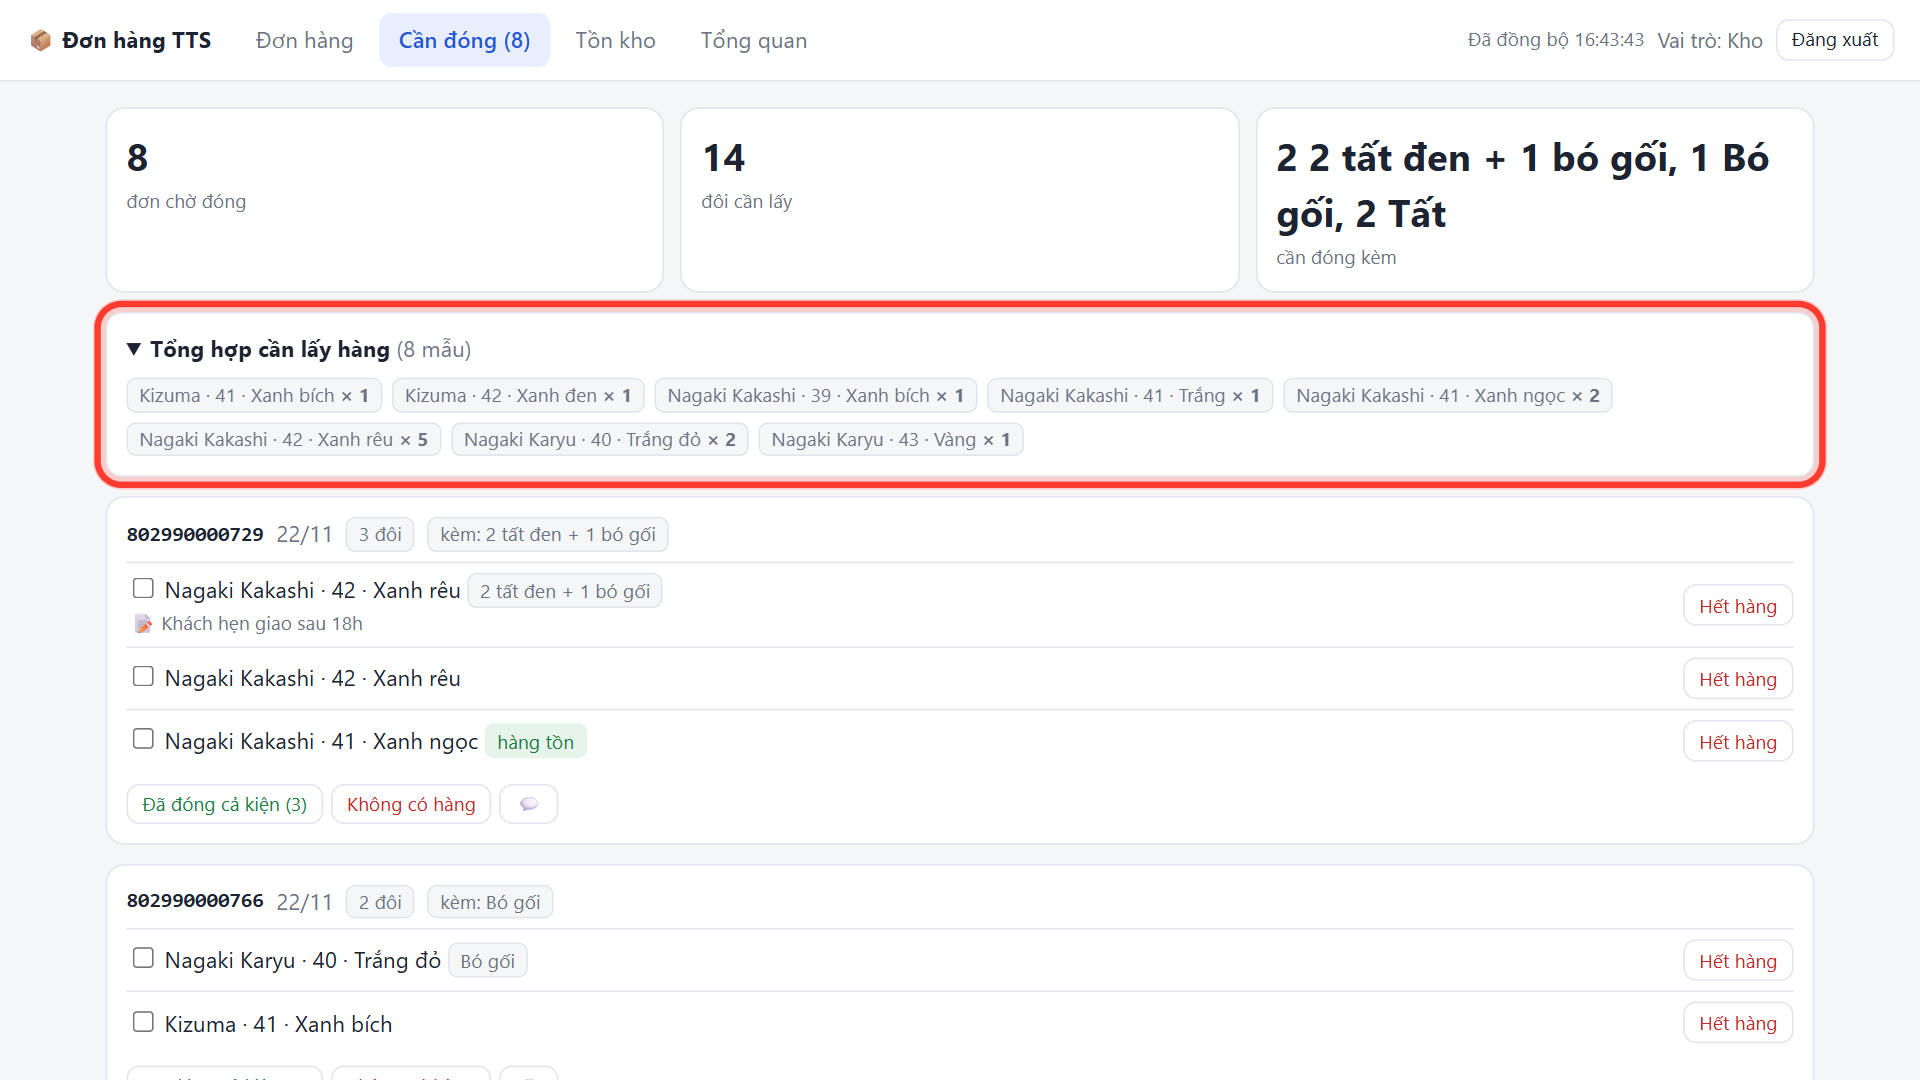 Đơn hàng TTS Đơn hàng Cần đóng (8) Tồn kho Tổng quan Đã đồng bộ 16:43:43 Vai trò: Kho Đăng xuất
8
đơn chờ đóng
14
đôi cần lấy
2 2 tất đen + 1 bó gối, 1 Bó
gối, 2 Tất
cần đóng kèm
▼ Tổng hợp cần lấy hàng (8 mẫu)
Kizuma · 41 · Xanh bích × 1 Kizuma · 42 · Xanh đen × 1 Nagaki Kakashi · 39 · Xanh bích × 1 Nagaki Kakashi · 41 · Trắng × 1 Nagaki Kakashi · 41 · Xanh ngọc × 2
Nagaki Kakashi · 42 · Xanh rêu × 5 Nagaki Karyu · 40 · Trắng đỏ × 2 Nagaki Karyu · 43 · Vàng × 1
802990000729 22/11 3 đôi kèm: 2 tất đen + 1 bó gối
Nagaki Kakashi · 42 · Xanh rêu 2 tất đen + 1 bó gối Hết hàng
Khách hẹn giao sau 18h
Nagaki Kakashi · 42 · Xanh rêu Hết hàng
Nagaki Kakashi · 41 · Xanh ngọc hàng tồn Hết hàng
Đã đóng cả kiện (3) Không có hàng
802990000766 22/11 2 đôi kèm: Bó gối
Nagaki Karyu · 40 · Trắng đỏ Bó gối Hết hàng
Kizuma · 41 · Xanh bích Hết hàng